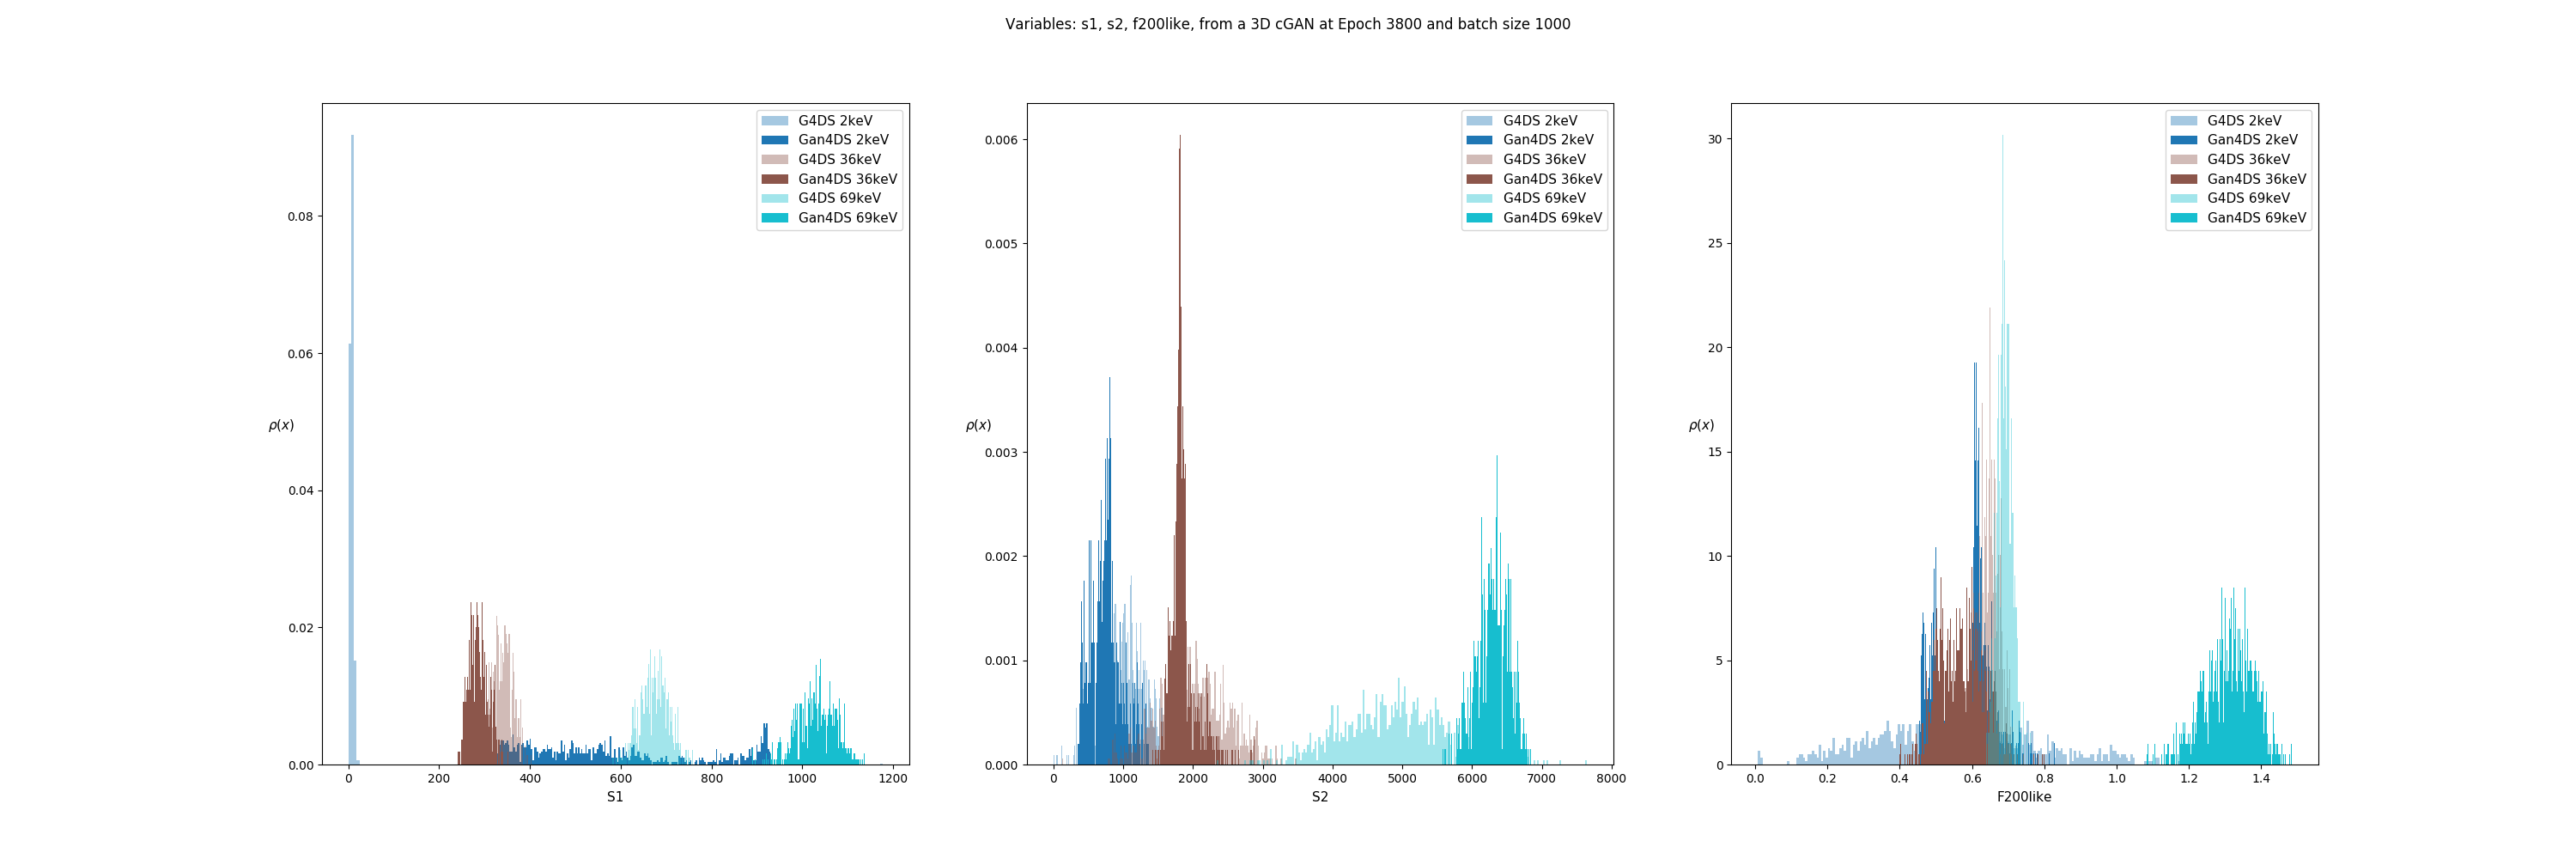 Variables: s1, s2, f200like, from a 3D cGAN at Epoch 3800 and batch size 1000
G4DS 2keV
Gan4DS 2keV
G4DS 36keV
Gan4DS 36keV
G4DS 69keV
Gan4DS 69keV
0.08
0.06
0.04
0.02
0.00
ρ(x)
0 200 400 600 800 1000 1200
S1
G4DS 2keV
Gan4DS 2keV
G4DS 36keV
Gan4DS 36keV
G4DS 69keV
Gan4DS 69keV
0.006
0.005
0.004
0.003
0.002
0.001
0.000
ρ(x)
0 1000 2000 3000 4000 5000 6000 7000 8000
S2
G4DS 2keV
Gan4DS 2keV
G4DS 36keV
Gan4DS 36keV
G4DS 69keV
Gan4DS 69keV
30
25
20
15
10
5
0
ρ(x)
0.0 0.2 0.4 0.6 0.8 1.0 1.2 1.4
F200like